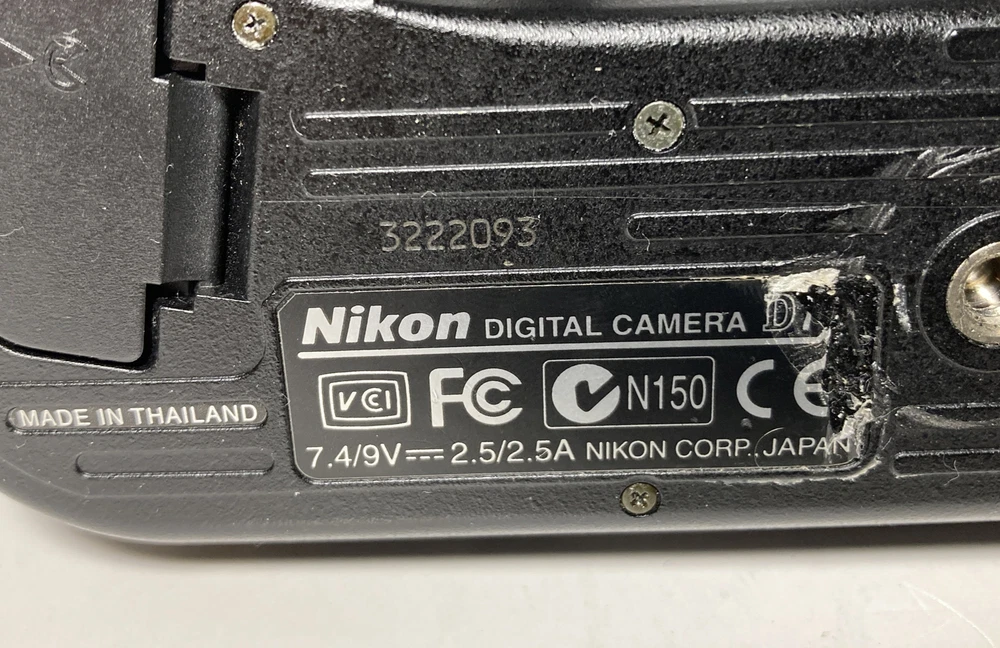 3222093
Nikon DIGITAL CAMERA
VCI FC N150 CE
MADE IN THAILAND
7.4/9V⎓ 2.5/2.5A NIKON CORP. JAPAN